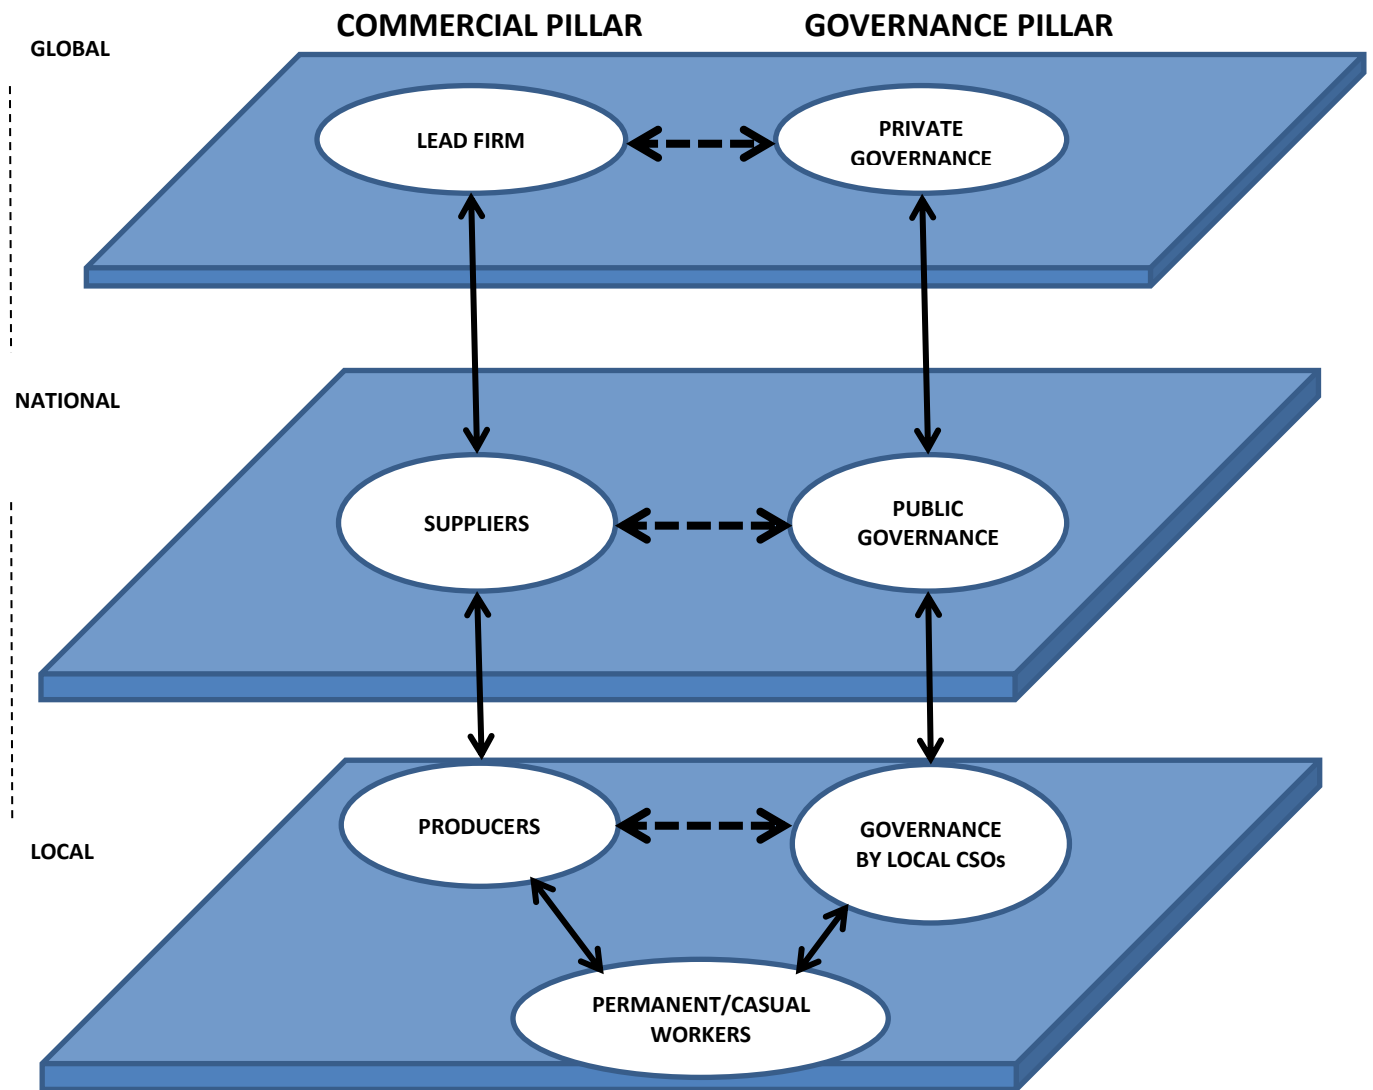 COMMERCIAL PILLAR
GOVERNANCE PILLAR
GLOBAL
LEAD FIRM
PRIVATE
GOVERNANCE
NATIONAL
SUPPLIERS
PUBLIC
GOVERNANCE
LOCAL
PRODUCERS
GOVERNANCE
BY LOCAL CSOs
PERMANENT/CASUAL
WORKERS